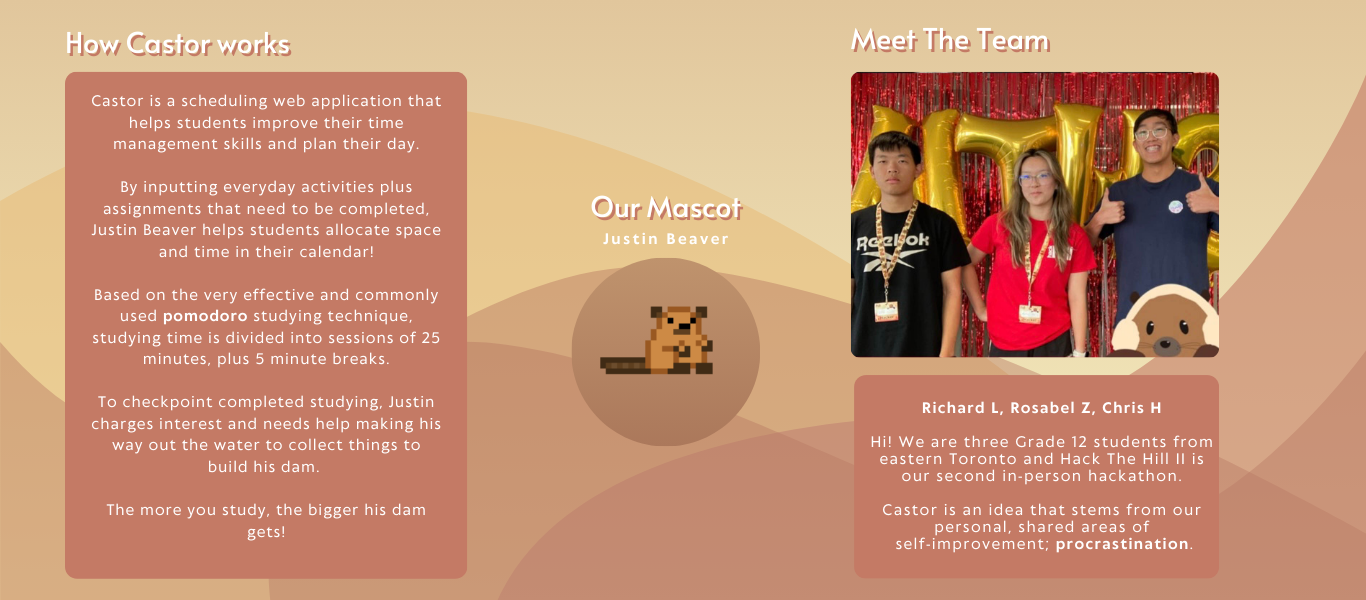 How Castor works
Castor is a scheduling web application that
helps students improve their time
management skills and plan their day.
By inputting everyday activities plus
assignments that need to be completed,
Justin Beaver helps students allocate space
and time in their calendar!
Based on the very effective and commonly
used pomodoro studying technique,
studying time is divided into sessions of 25
minutes, plus 5 minute breaks.
To checkpoint completed studying, Justin
charges interest and needs help making his
way out the water to collect things to
build his dam.
The more you study, the bigger his dam
gets!
Our Mascot
Justin Beaver
Meet The Team
Reebok
Richard L, Rosabel Z, Chris H
Hi! We are three Grade 12 students from
eastern Toronto and Hack The Hill II is
our second in-person hackathon.
Castor is an idea that stems from our
personal, shared areas of
self-improvement; procrastination.